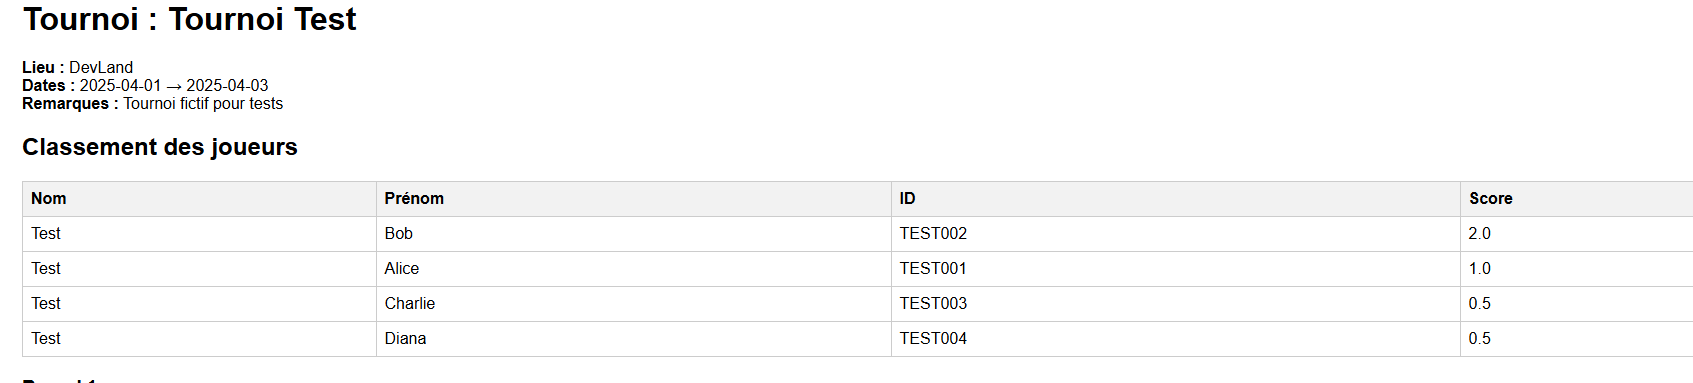 Tournoi : Tournoi Test
Lieu : DevLand
Dates : 2025-04-01 → 2025-04-03
Remarques : Tournoi fictif pour tests
Classement des joueurs
Nom Prénom ID Score
Test Bob TEST002 2.0
Test Alice TEST001 1.0
Test Charlie TEST003 0.5
Test Diana TEST004 0.5